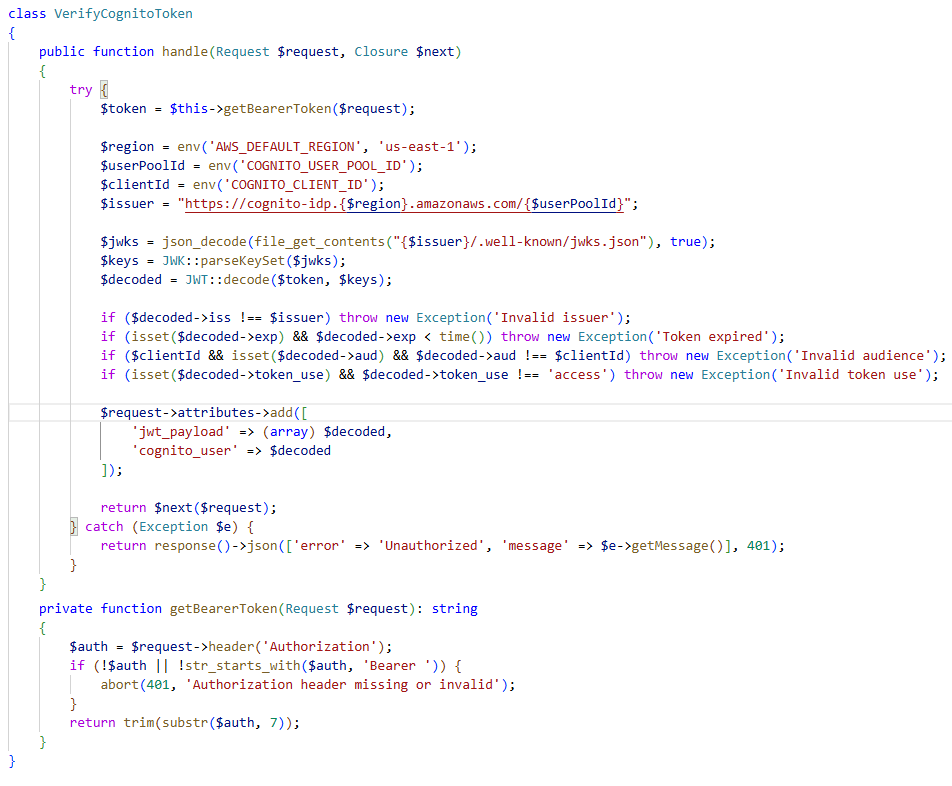 class VerifyCognitoToken
{
    public function handle(Request $request, Closure $next)
    {
        try {
            $token = $this->getBearerToken($request);

            $region = env('AWS_DEFAULT_REGION', 'us-east-1');
            $userPoolId = env('COGNITO_USER_POOL_ID');
            $clientId = env('COGNITO_CLIENT_ID');
            $issuer = "https://cognito-idp.{$region}.amazonaws.com/{$userPoolId}";

            $jwks = json_decode(file_get_contents("{$issuer}/.well-known/jwks.json"), true);
            $keys = JWK::parseKeySet($jwks);
            $decoded = JWT::decode($token, $keys);

            if ($decoded->iss !== $issuer) throw new Exception('Invalid issuer');
            if (isset($decoded->exp) && $decoded->exp < time()) throw new Exception('Token expired');
            if ($clientId && isset($decoded->aud) && $decoded->aud !== $clientId) throw new Exception('Invalid audience');
            if (isset($decoded->token_use) && $decoded->token_use !== 'access') throw new Exception('Invalid token use');

            $request->attributes->add([
                'jwt_payload' => (array) $decoded,
                'cognito_user' => $decoded
            ]);

            return $next($request);
        } catch (Exception $e) {
            return response()->json(['error' => 'Unauthorized', 'message' => $e->getMessage()], 401);
        }
    }
    private function getBearerToken(Request $request): string
    {
        $auth = $request->header('Authorization');
        if (!$auth || !str_starts_with($auth, 'Bearer ')) {
            abort(401, 'Authorization header missing or invalid');
        }
        return trim(substr($auth, 7));
    }
}